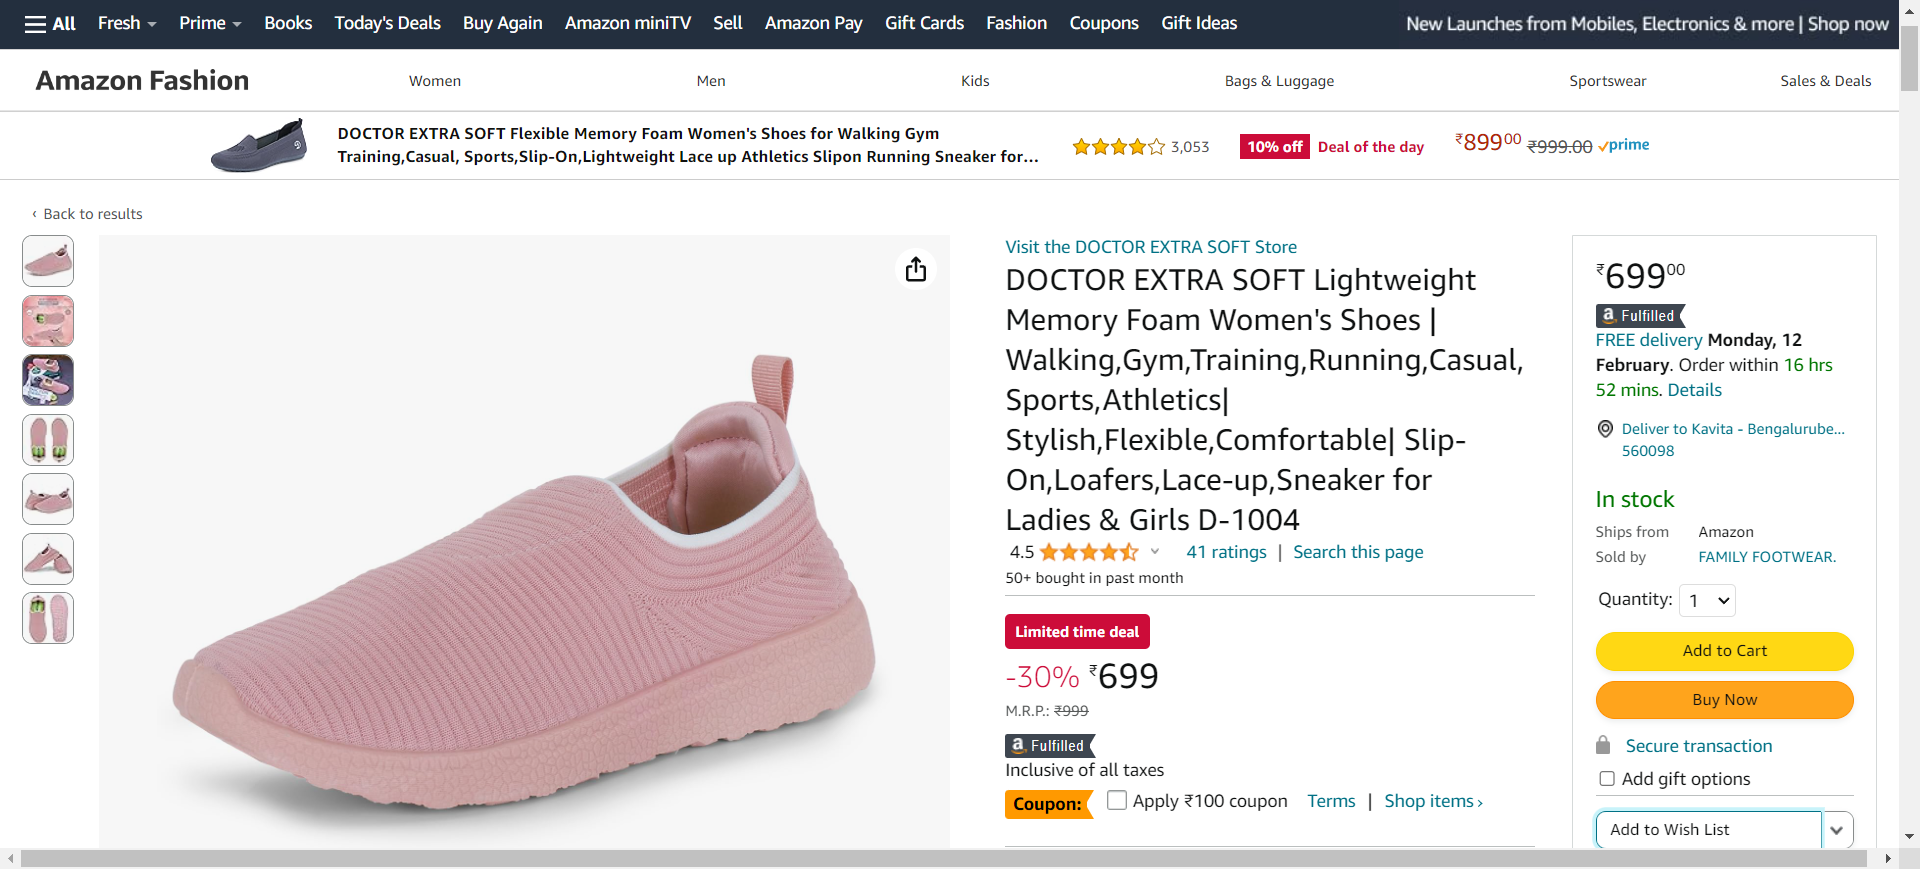 All Fresh Prime Books Today's Deals Buy Again Amazon miniTV Sell Amazon Pay Gift Cards Fashion Coupons Gift Ideas New Launches from Mobiles, Electronics & more | Shop now
Amazon Fashion Women Men Kids Bags & Luggage Sportswear Sales & Deals
DOCTOR EXTRA SOFT Flexible Memory Foam Women's Shoes for Walking Gym
Training,Casual, Sports,Slip-On,Lightweight Lace up Athletics Slipon Running Sneaker for...
3,053 10% off Deal of the day ₹89900 ₹999.00 prime
‹ Back to results
Visit the DOCTOR EXTRA SOFT Store
DOCTOR EXTRA SOFT Lightweight
Memory Foam Women's Shoes |
Walking,Gym,Training,Running,Casual,
Sports,Athletics|
Stylish,Flexible,Comfortable| Slip-
On,Loafers,Lace-up,Sneaker for
Ladies & Girls D-1004
4.5 41 ratings | Search this page
50+ bought in past month
Limited time deal
-30% ₹699
M.R.P.: ₹999
a Fulfilled
Inclusive of all taxes
Coupon: Apply ₹100 coupon Terms | Shop items ›
₹69900
a Fulfilled
FREE delivery Monday, 12
February. Order within 16 hrs
52 mins. Details
Deliver to Kavita - Bengalurube...
560098
In stock
Ships from Amazon
Sold by FAMILY FOOTWEAR.
Quantity: 1
Add to Cart
Buy Now
Secure transaction
Add gift options
Add to Wish List